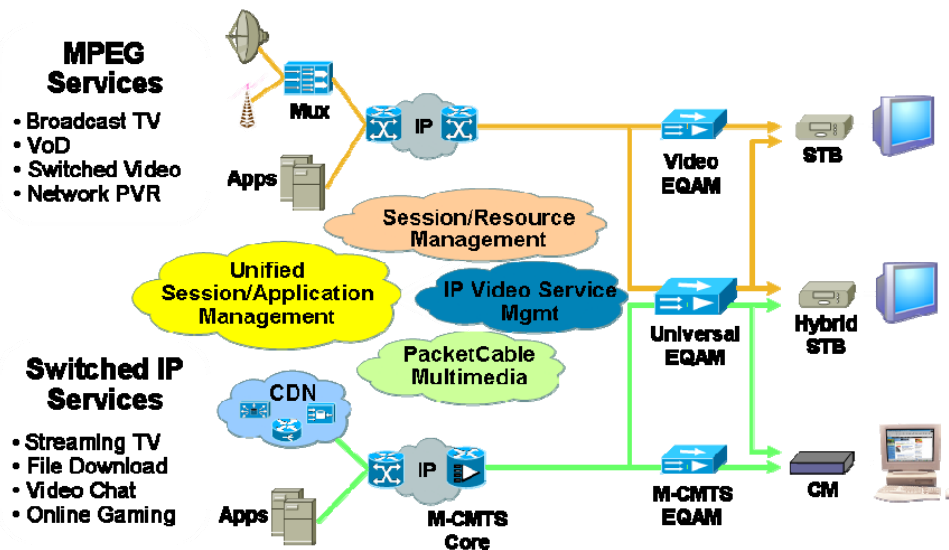 MPEG
Services
• Broadcast TV
• VoD
• Switched Video
• Network PVR
Mux
Apps
IP
Video
EQAM
STB
Session/Resource
Management
Unified
Session/Application
Management
IP Video Service
Mgmt
Universal
EQAM
Hybrid
STB
PacketCable
Multimedia
Switched IP
Services
• Streaming TV
• File Download
• Video Chat
• Online Gaming
CDN
Apps
IP
M-CMTS
Core
M-CMTS
EQAM
CM